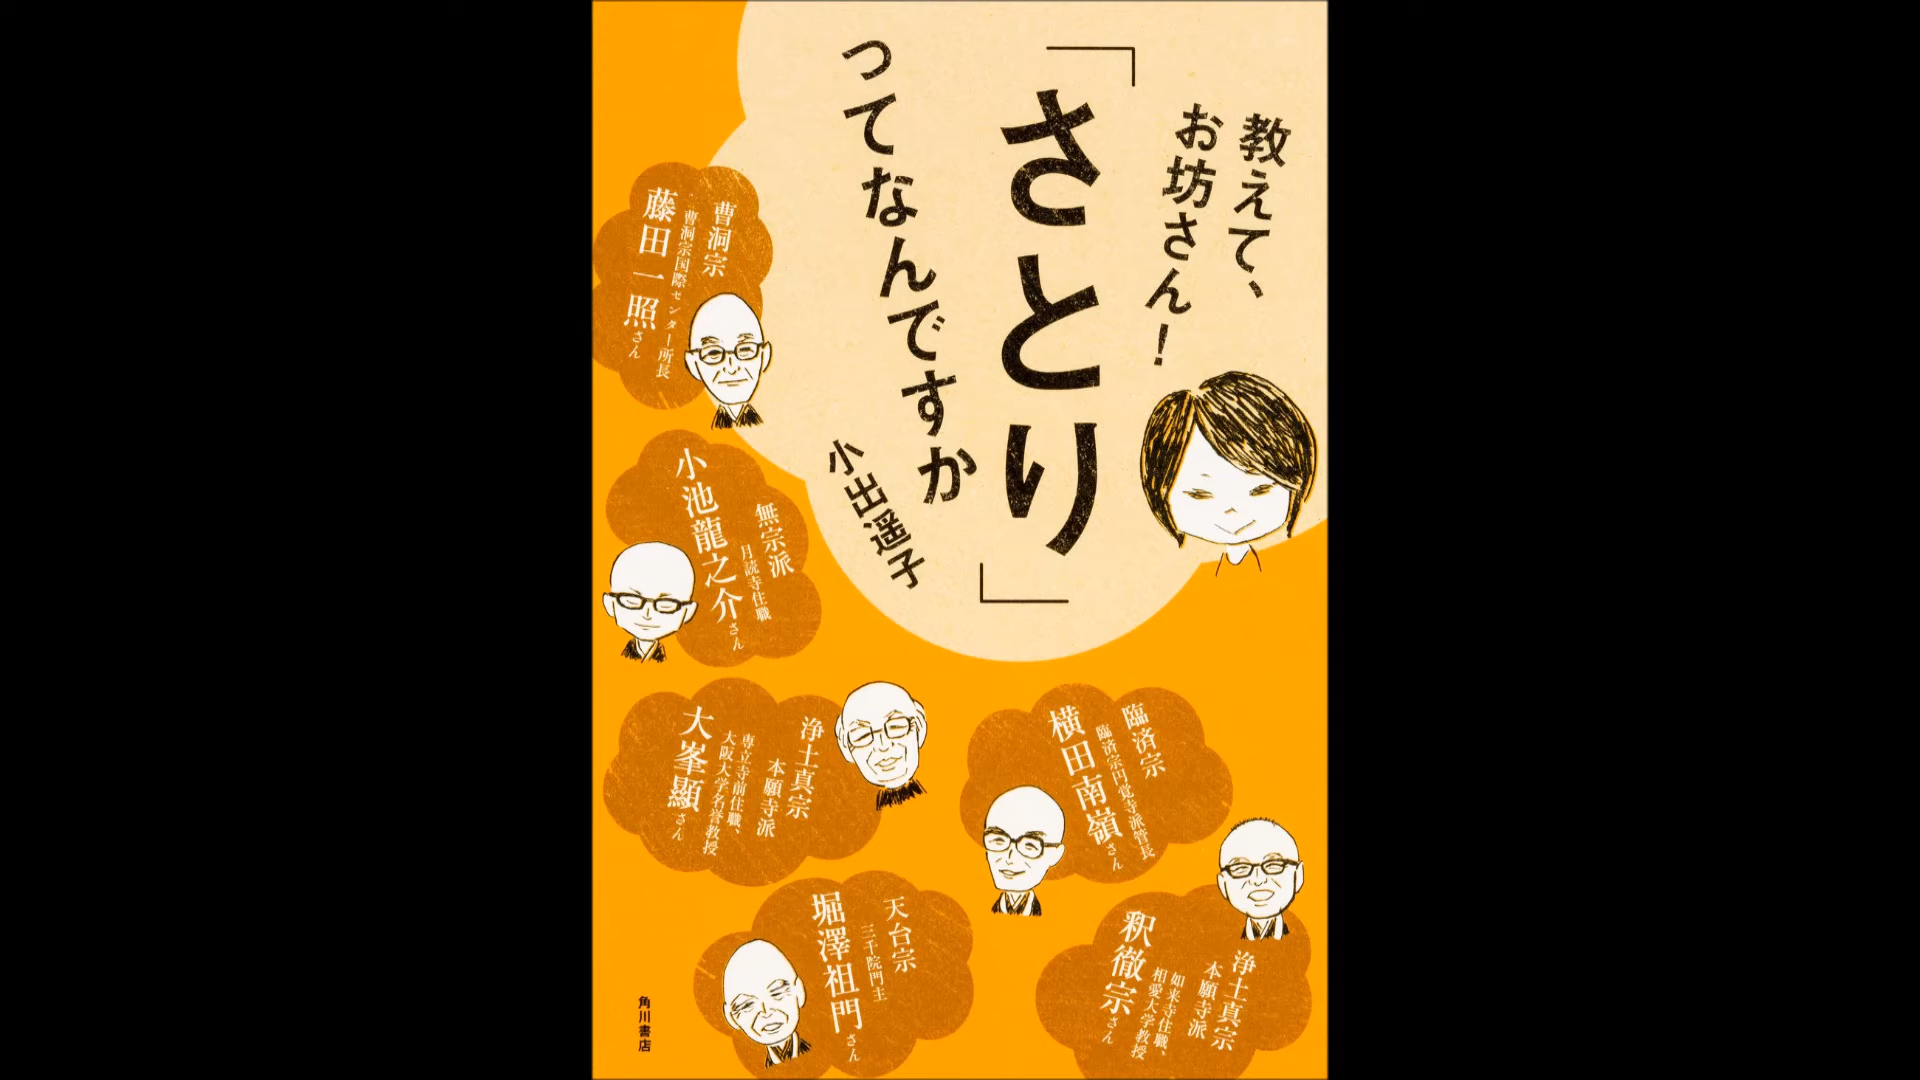 教えて、
お坊さん!
「さとり」
ってなんですか
小出遥子
曹洞宗
曹洞宗国際センター所長
藤田一照さん
無宗派
月読寺住職
小池龍之介さん
浄土真宗
本願寺派
専立寺前住職、
大阪大学名誉教授
大峯顯さん
臨済宗
臨済宗円覚寺派管長
横田南嶺さん
天台宗
三千院門主
堀澤祖門さん
浄土真宗
本願寺派
如来寺住職、
相愛大学教授
釈徹宗さん
角川書店